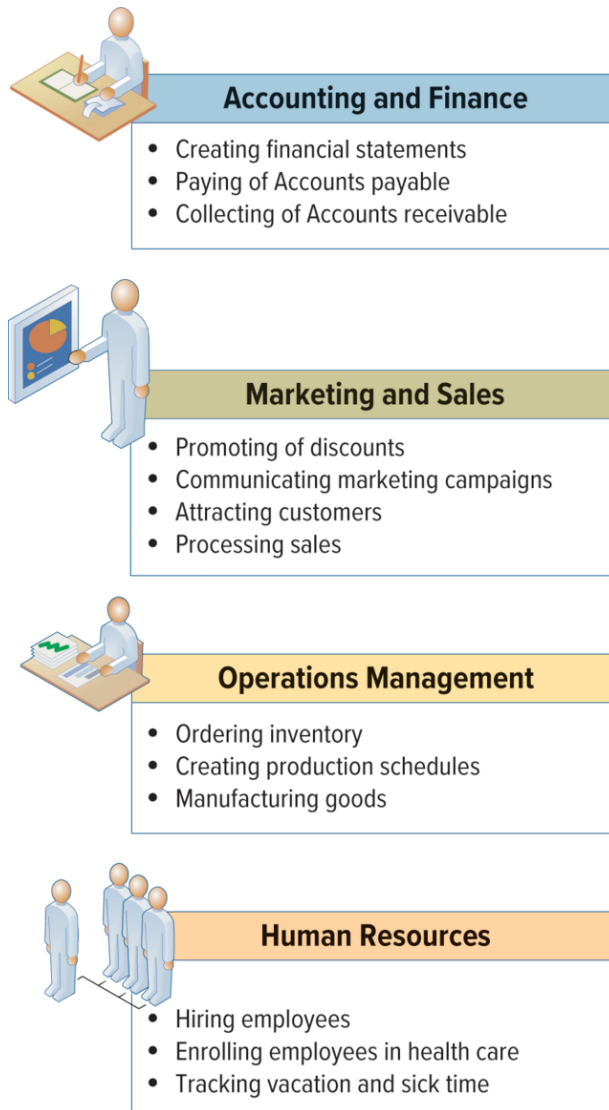 Accounting and Finance
• Creating financial statements
• Paying of Accounts payable
• Collecting of Accounts receivable
Marketing and Sales
• Promoting of discounts
• Communicating marketing campaigns
• Attracting customers
• Processing sales
Operations Management
• Ordering inventory
• Creating production schedules
• Manufacturing goods
Human Resources
• Hiring employees
• Enrolling employees in health care
• Tracking vacation and sick time